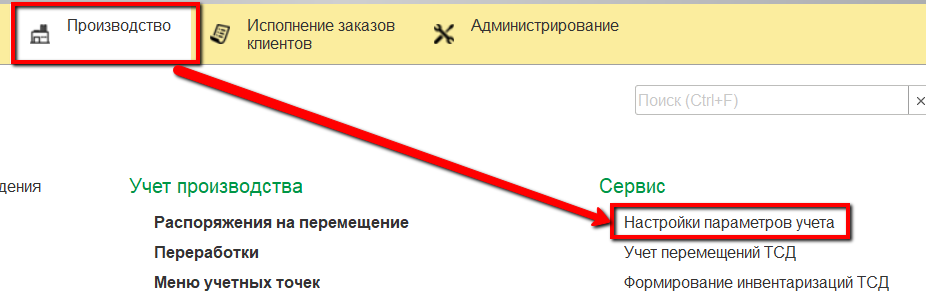 Производство
Исполнение заказов
клиентов
Администрирование
Поиск (Ctrl+F)
×
дения
Учет производства
Распоряжения на перемещение
Переработки
Меню учетных точек
Сервис
Настройки параметров учета
Учет перемещений ТСД
Формирование инвентаризаций ТСД